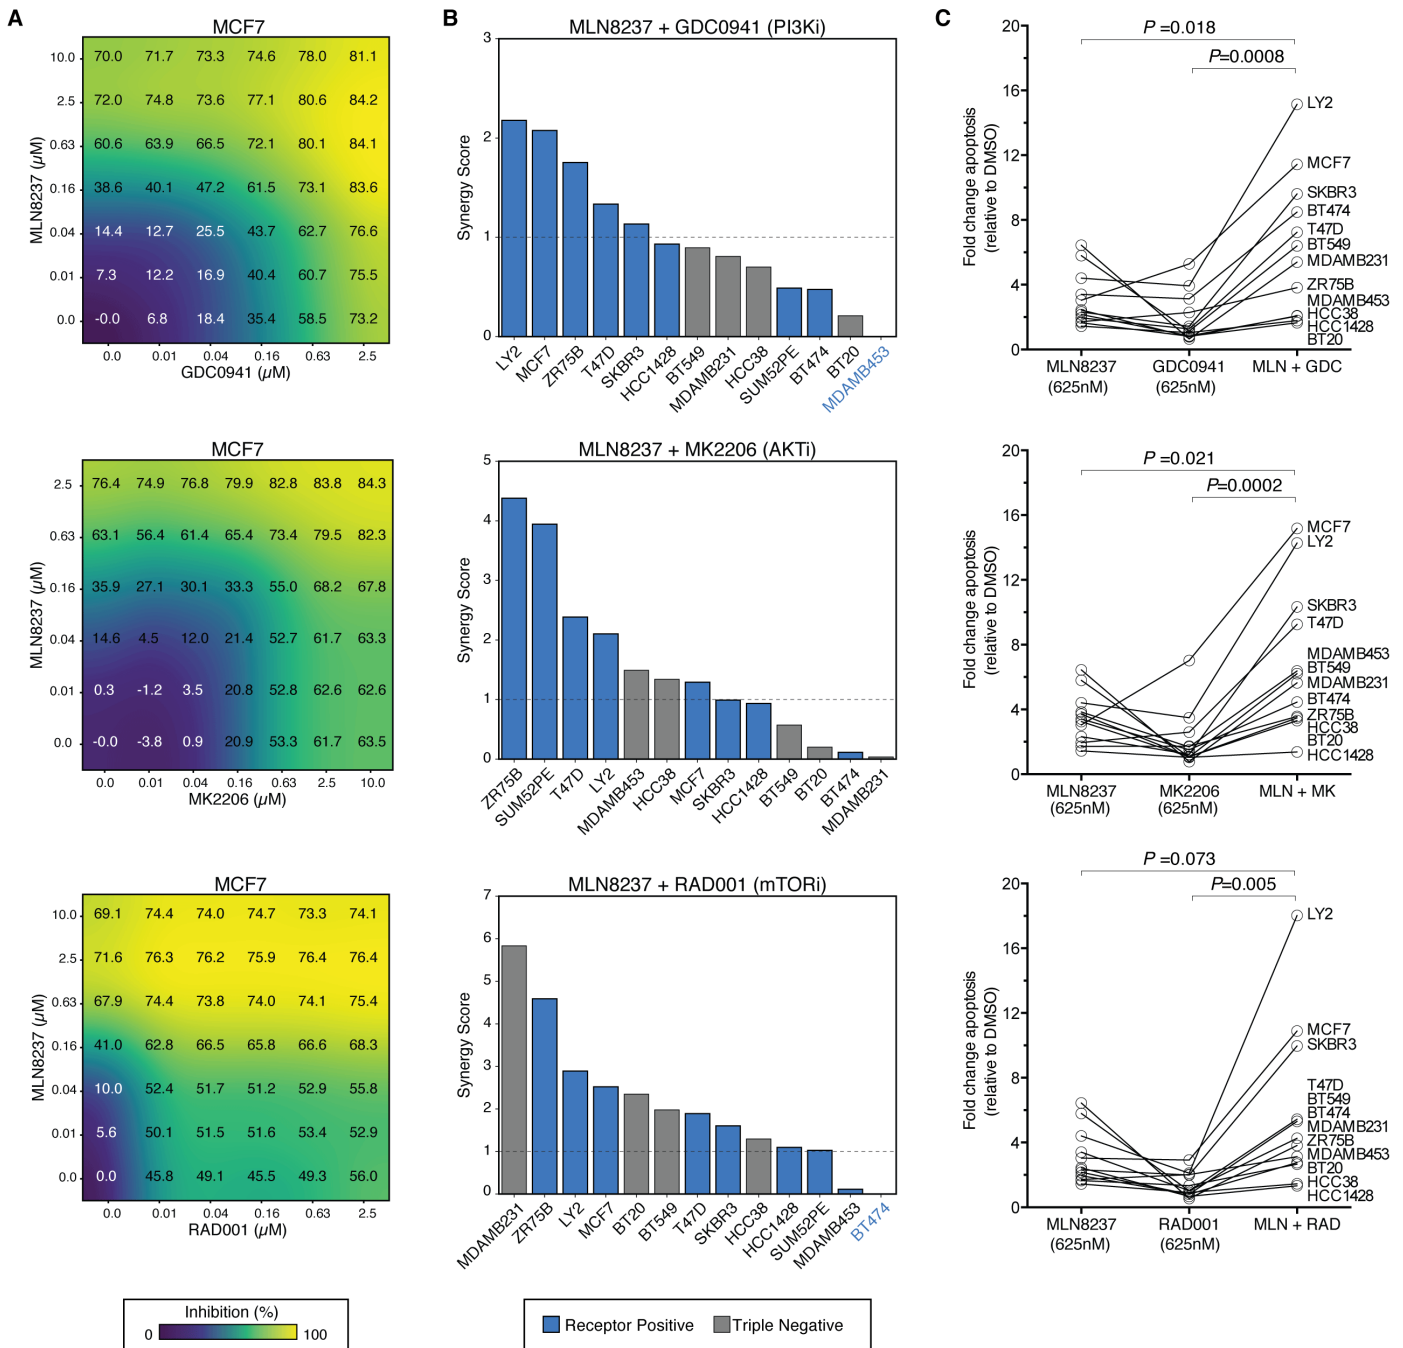 A
MCF7
MLN8237 (µM)
10.0 70.0 71.7 73.3 74.6 78.0 81.1
2.5 72.0 74.8 73.6 77.1 80.6 84.2
0.63 60.6 63.9 66.5 72.1 80.1 84.1
0.16 38.6 40.1 47.2 61.5 73.1 83.6
0.04 14.4 12.7 25.5 43.7 62.7 76.6
0.01 7.3 12.2 16.9 40.4 60.7 75.5
0.0 -0.0 6.8 18.4 35.4 58.5 73.2
0.0 0.01 0.04 0.16 0.63 2.5
GDC0941 (µM)
MCF7
MLN8237 (µM)
2.5 76.4 74.9 76.8 79.9 82.8 83.8 84.3
0.63 63.1 56.4 61.4 65.4 73.4 79.5 82.3
0.16 35.9 27.1 30.1 33.3 55.0 68.2 67.8
0.04 14.6 4.5 12.0 21.4 52.7 61.7 63.3
0.01 0.3 -1.2 3.5 20.8 52.8 62.6 62.6
0.0 -0.0 -3.8 0.9 20.9 53.3 61.7 63.5
0.0 0.01 0.04 0.16 0.63 2.5 10.0
MK2206 (µM)
MCF7
MLN8237 (µM)
10.0 69.1 74.4 74.0 74.7 73.3 74.1
2.5 71.6 76.3 76.2 75.9 76.4 76.4
0.63 67.9 74.4 73.8 74.0 74.1 75.4
0.16 41.0 62.8 66.5 65.8 66.6 68.3
0.04 10.0 52.4 51.7 51.2 52.9 55.8
0.01 5.6 50.1 51.5 51.6 53.4 52.9
0.0 0.0 45.8 49.1 45.5 49.3 56.0
0.0 0.01 0.04 0.16 0.63 2.5
RAD001 (µM)
Inhibition (%)
0 100
B
MLN8237 + GDC0941 (PI3Ki)
Synergy Score
3
2
1
0
LY2 MCF7 ZR75B T47D SKBR3 HCC1428 BT549 MDAMB231 HCC38 SUM52PE BT474 BT20 MDAMB453
MLN8237 + MK2206 (AKTi)
Synergy Score
5
4
3
2
1
0
ZR75B SUM52PE T47D LY2 MDAMB453 HCC38 MCF7 SKBR3 HCC1428 BT549 BT20 BT474 MDAMB231
MLN8237 + RAD001 (mTORi)
Synergy Score
7
6
5
4
3
2
1
0
MDAMB231 ZR75B LY2 MCF7 BT20 BT549 T47D SKBR3 HCC38 HCC1428 SUM52PE MDAMB453 BT474
Receptor Positive Triple Negative
C
Fold change apoptosis
(relative to DMSO)
20
16
12
8
4
0
P =0.018
P=0.0008
LY2
MCF7
SKBR3
BT474
T47D
BT549
MDAMB231
ZR75B
MDAMB453
HCC38
HCC1428
BT20
MLN8237 GDC0941 MLN + GDC
(625nM) (625nM)
Fold change apoptosis
(relative to DMSO)
20
16
12
8
4
0
P =0.021
P=0.0002
MCF7
LY2
SKBR3
T47D
MDAMB453
BT549
MDAMB231
BT474
ZR75B
HCC38
BT20
HCC1428
MLN8237 MK2206 MLN + MK
(625nM) (625nM)
Fold change apoptosis
(relative to DMSO)
20
16
12
8
4
0
P =0.073
P=0.005
LY2
MCF7
SKBR3
T47D
BT549
BT474
MDAMB231
ZR75B
MDAMB453
BT20
HCC38
HCC1428
MLN8237 RAD001 MLN + RAD
(625nM) (625nM)